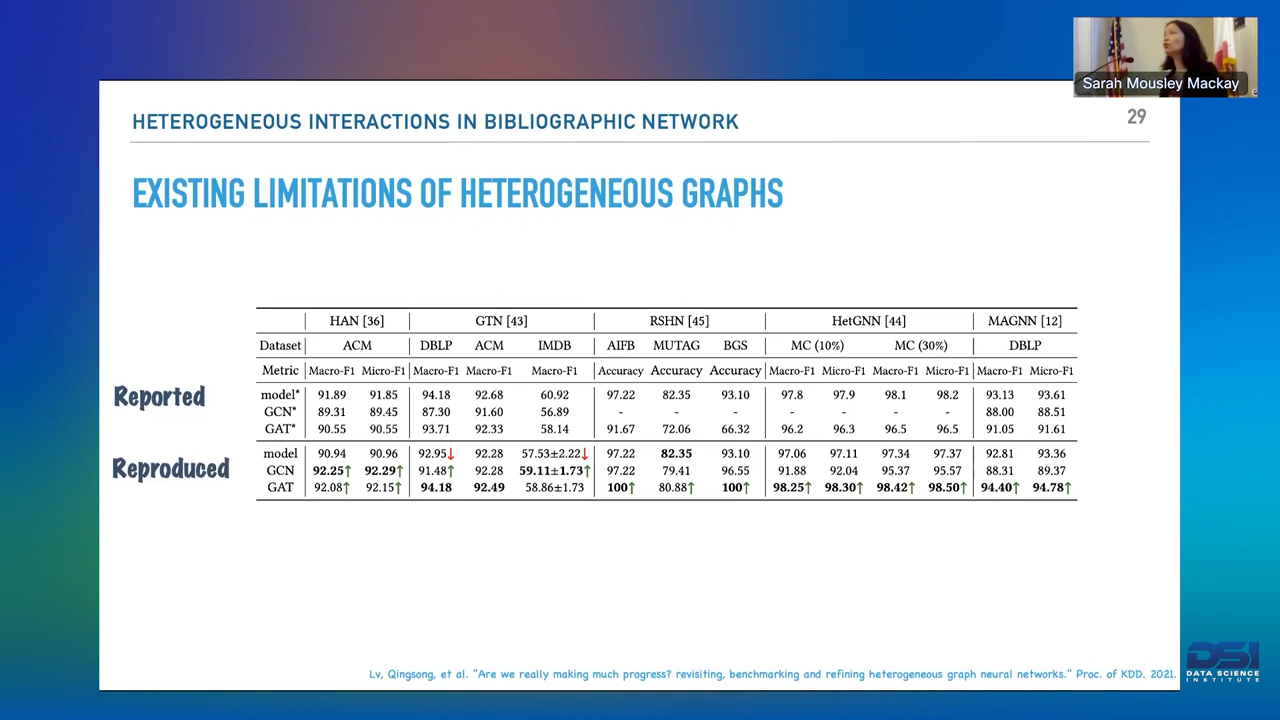 Sarah Mousley Mackay
HETEROGENEOUS INTERACTIONS IN BIBLIOGRAPHIC NETWORK
29
EXISTING LIMITATIONS OF HETEROGENEOUS GRAPHS
HAN [36] GTN [43] RSHN [45] HetGNN [44] MAGNN [12]
Dataset ACM DBLP ACM IMDB AIFB MUTAG BGS MC (10%) MC (30%) DBLP
Metric Macro-F1 Micro-F1 Macro-F1 Macro-F1 Macro-F1 Accuracy Accuracy Accuracy Macro-F1 Micro-F1 Macro-F1 Micro-F1 Macro-F1 Micro-F1
Reported
model* 91.89 91.85 94.18 92.68 60.92 97.22 82.35 93.10 97.8 97.9 98.1 98.2 93.13 93.61
GCN* 89.31 89.45 87.30 91.60 56.89 - - - - - - - 88.00 88.51
GAT* 90.55 90.55 93.71 92.33 58.14 91.67 72.06 66.32 96.2 96.3 96.5 96.5 91.05 91.61
Reproduced
model 90.94 90.96 92.95↓ 92.28 57.53±2.22↓ 97.22 82.35 93.10 97.06 97.11 97.34 97.37 92.81 93.36
GCN 92.25↑ 92.29↑ 91.48↑ 92.28 59.11±1.73↑ 97.22 79.41 96.55 91.88 92.04 95.37 95.57 88.31 89.37
GAT 92.08↑ 92.15↑ 94.18 92.49 58.86±1.73 100↑ 80.88↑ 100↑ 98.25↑ 98.30↑ 98.42↑ 98.50↑ 94.40↑ 94.78↑
Lv, Qingsong, et al. "Are we really making much progress? revisiting, benchmarking and refining heterogeneous graph neural networks." Proc. of KDD. 2021.
DSI
DATA SCIENCE
INSTITUTE